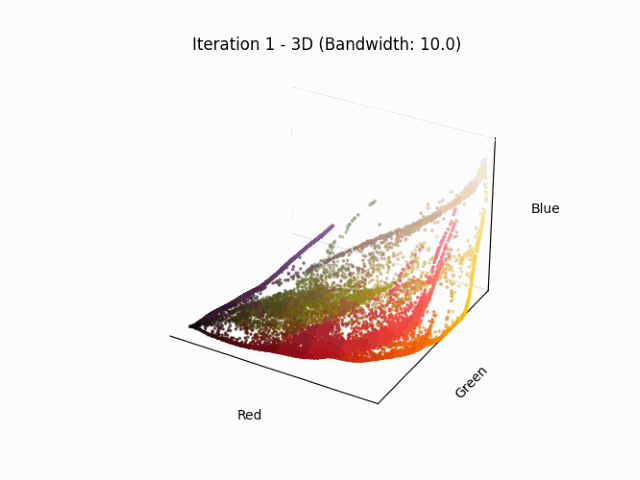 Iteration 1 - 3D (Bandwidth: 10.0)
Blue
Green
Red